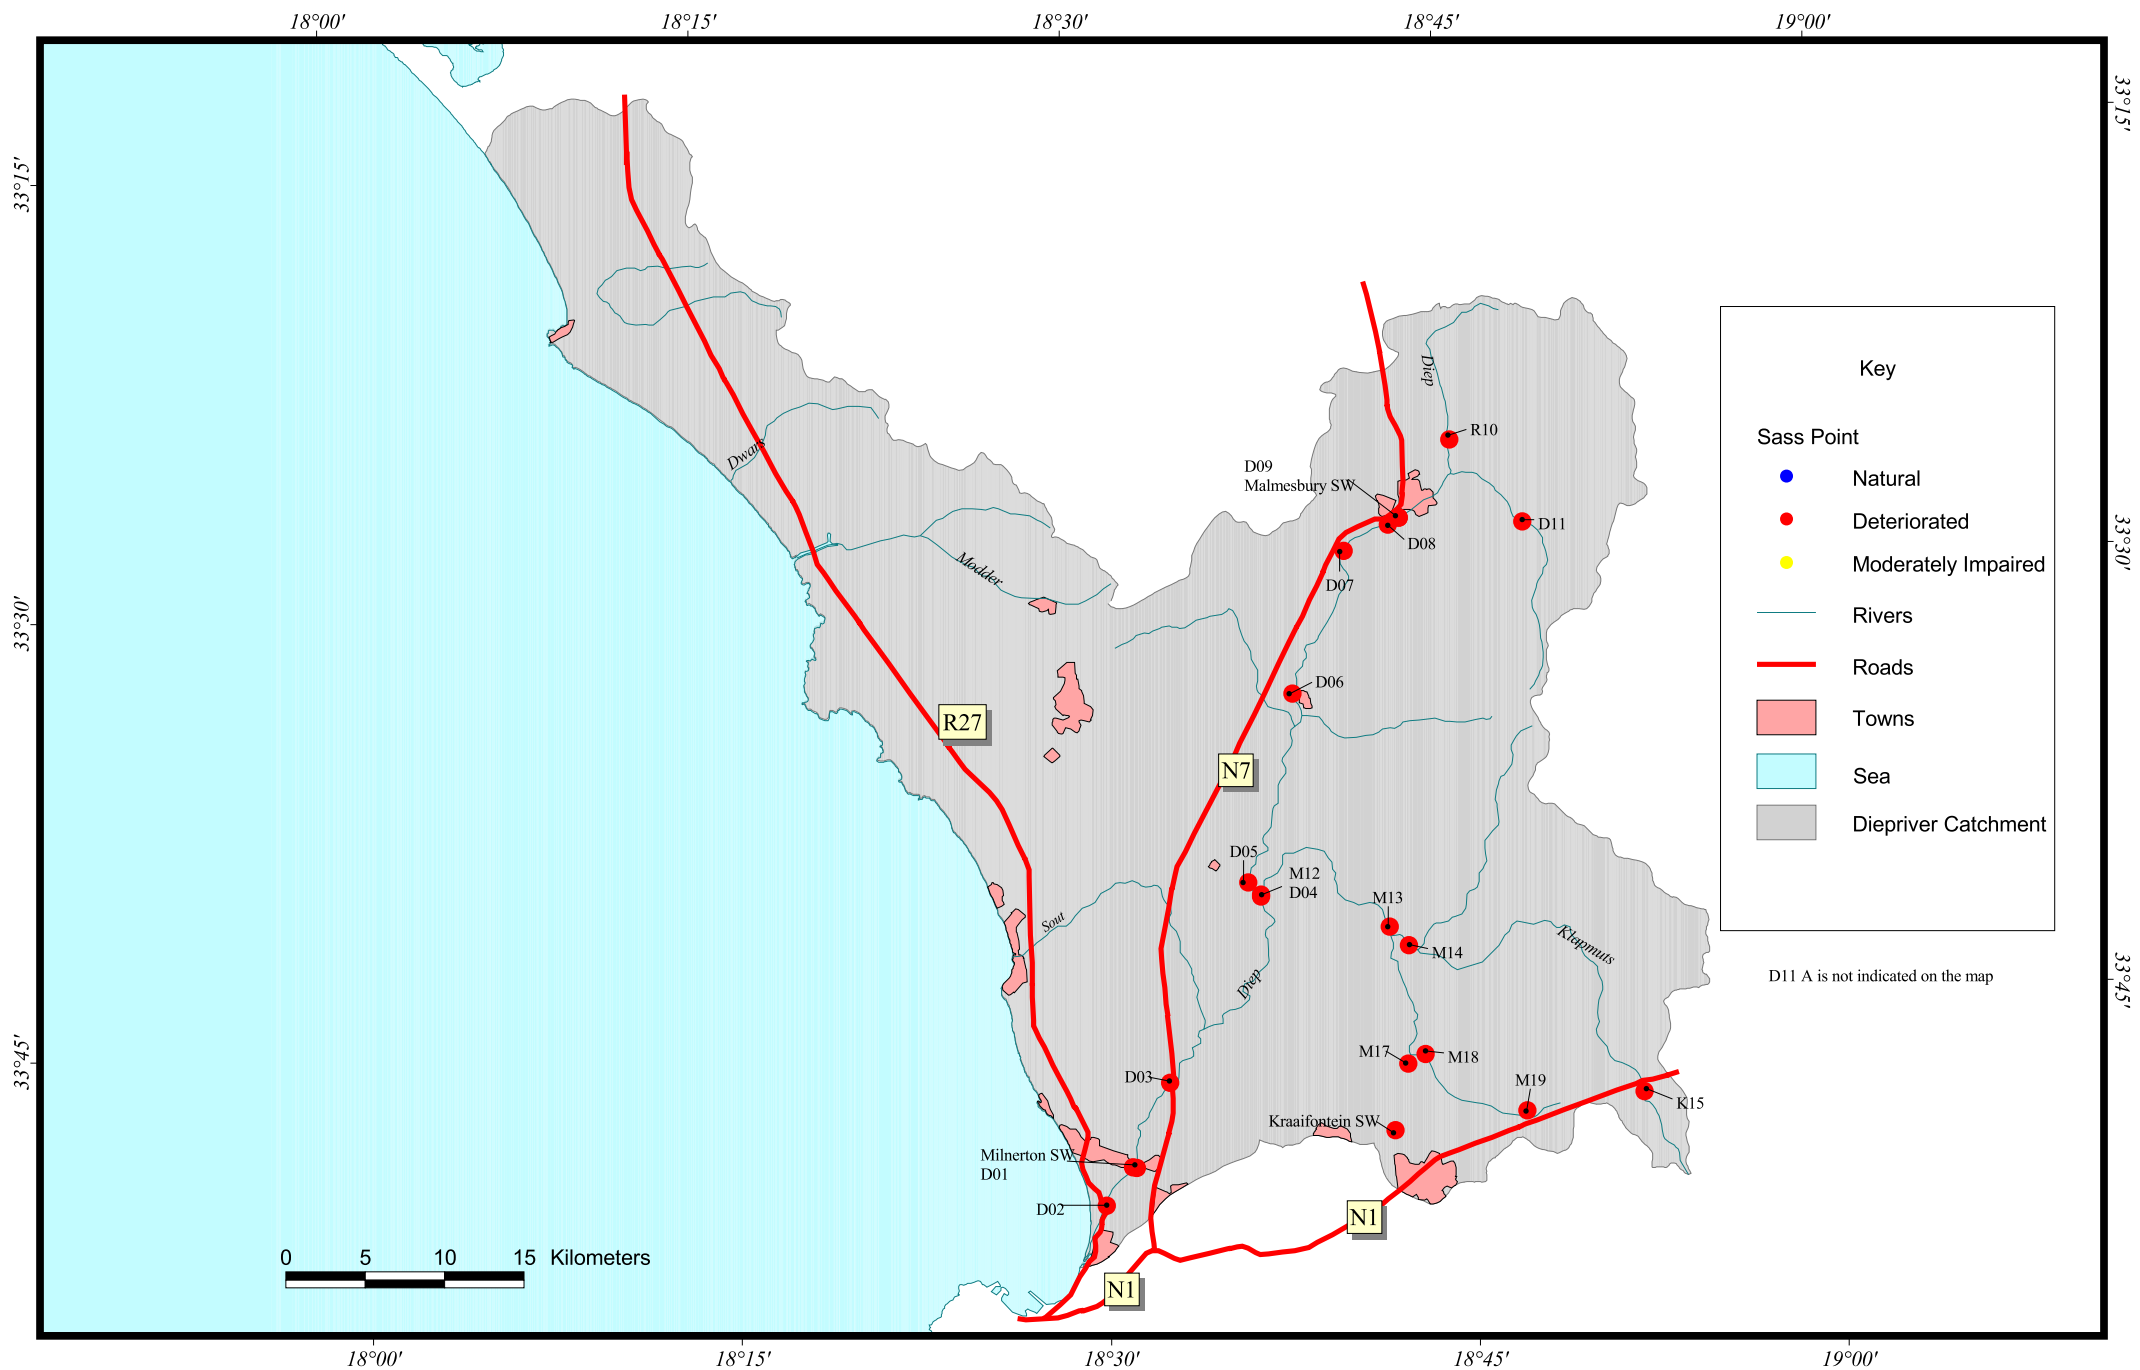 18°00'
18°15'
18°30'
18°45'
19°00'
33°15'
33°15'
Diep
Key
R10
Sass Point
Dwars
D09
Malmesbury SW
Natural
D11
Deteriorated
D08
33°30'
Modder
D07
Moderately Impaired
33°30'
Rivers
Roads
D06
R27
Towns
N7
Sea
Diepriver Catchment
D05
M12
D04
M13
Sout
Klapmuts
M14
Diep
D11 A is not indicated on the map
33°45'
33°45'
M17
M18
D03
M19
K15
Kraaifontein SW
Milnerton SW
D01
D02
N1
0 5 10 15 Kilometers
N1
18°00'
18°15'
18°30'
18°45'
19°00'